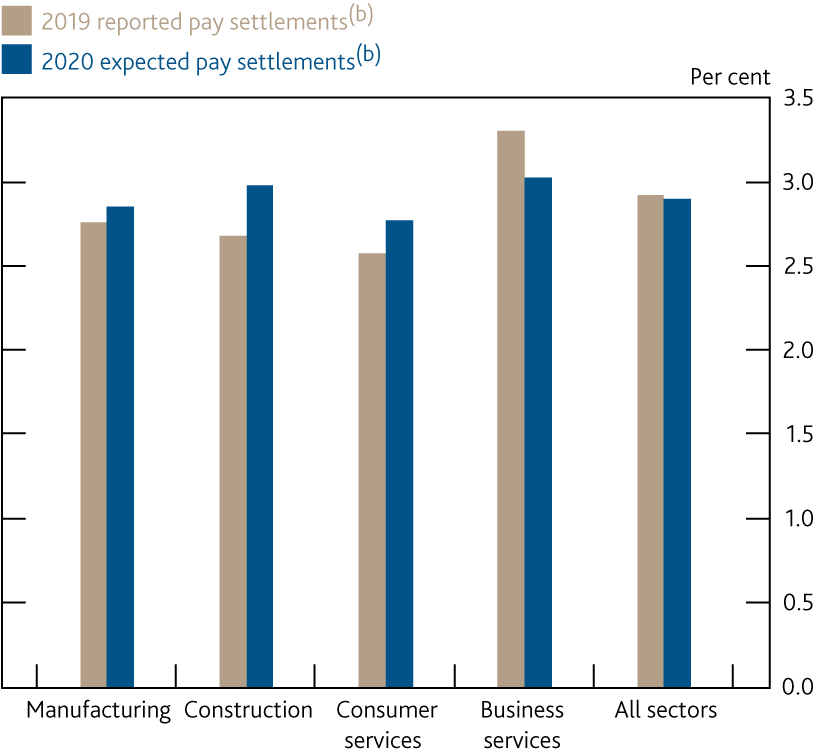 2019 reported pay settlements(b)
2020 expected pay settlements(b)
Per cent
3.5
3.0
2.5
2.0
1.5
1.0
0.5
0.0
Manufacturing Construction Consumer services Business services All sectors